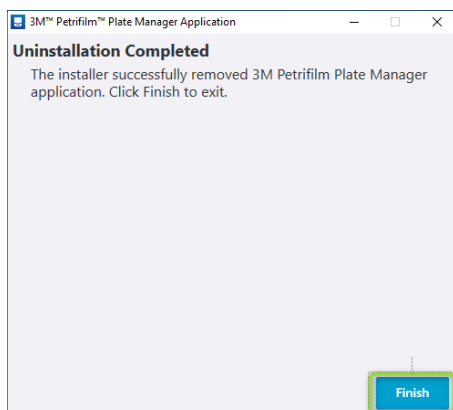 3M™ Petrifilm™ Plate Manager Application
Uninstallation Completed
The installer successfully removed 3M Petrifilm Plate Manager
application. Click Finish to exit.
Finish